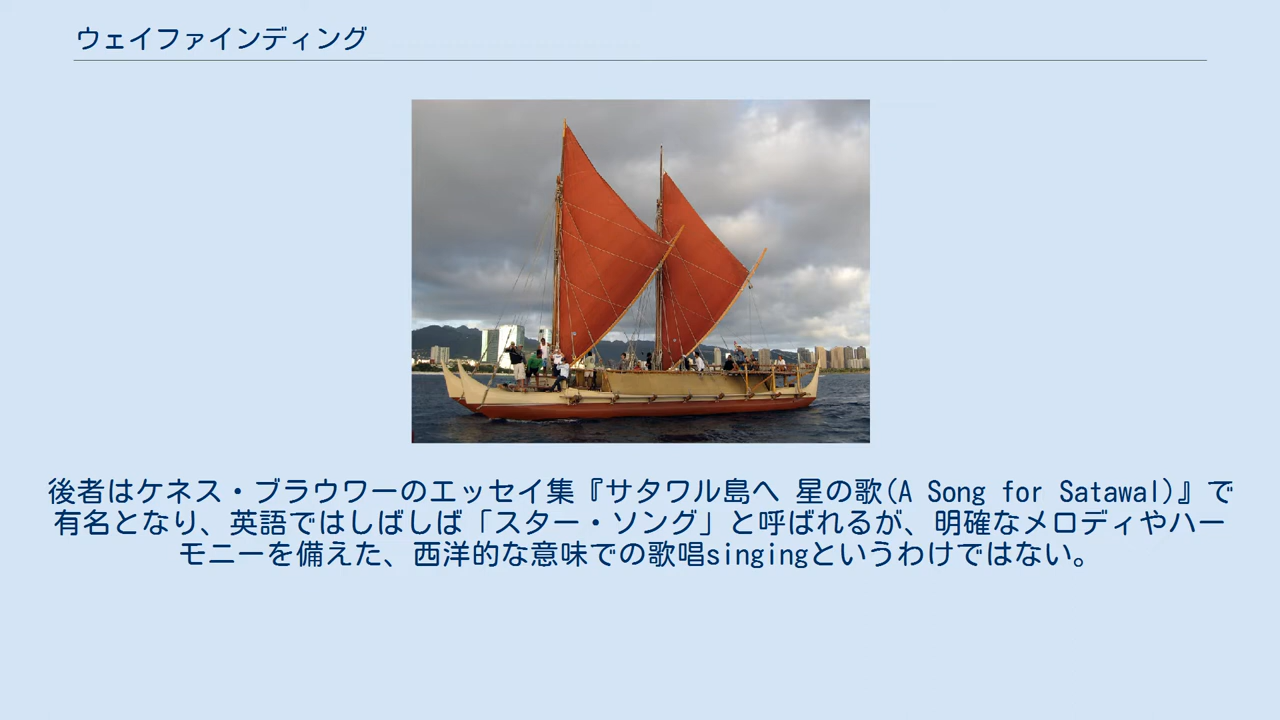 ウェイファインディング
後者はケネス・ブラウワーのエッセイ集『サタワル島へ 星の歌(A Song for Satawal)』で
有名となり、英語ではしばしば「スター・ソング」と呼ばれるが、明確なメロディやハー
モニーを備えた、西洋的な意味での歌唱singingというわけではない。